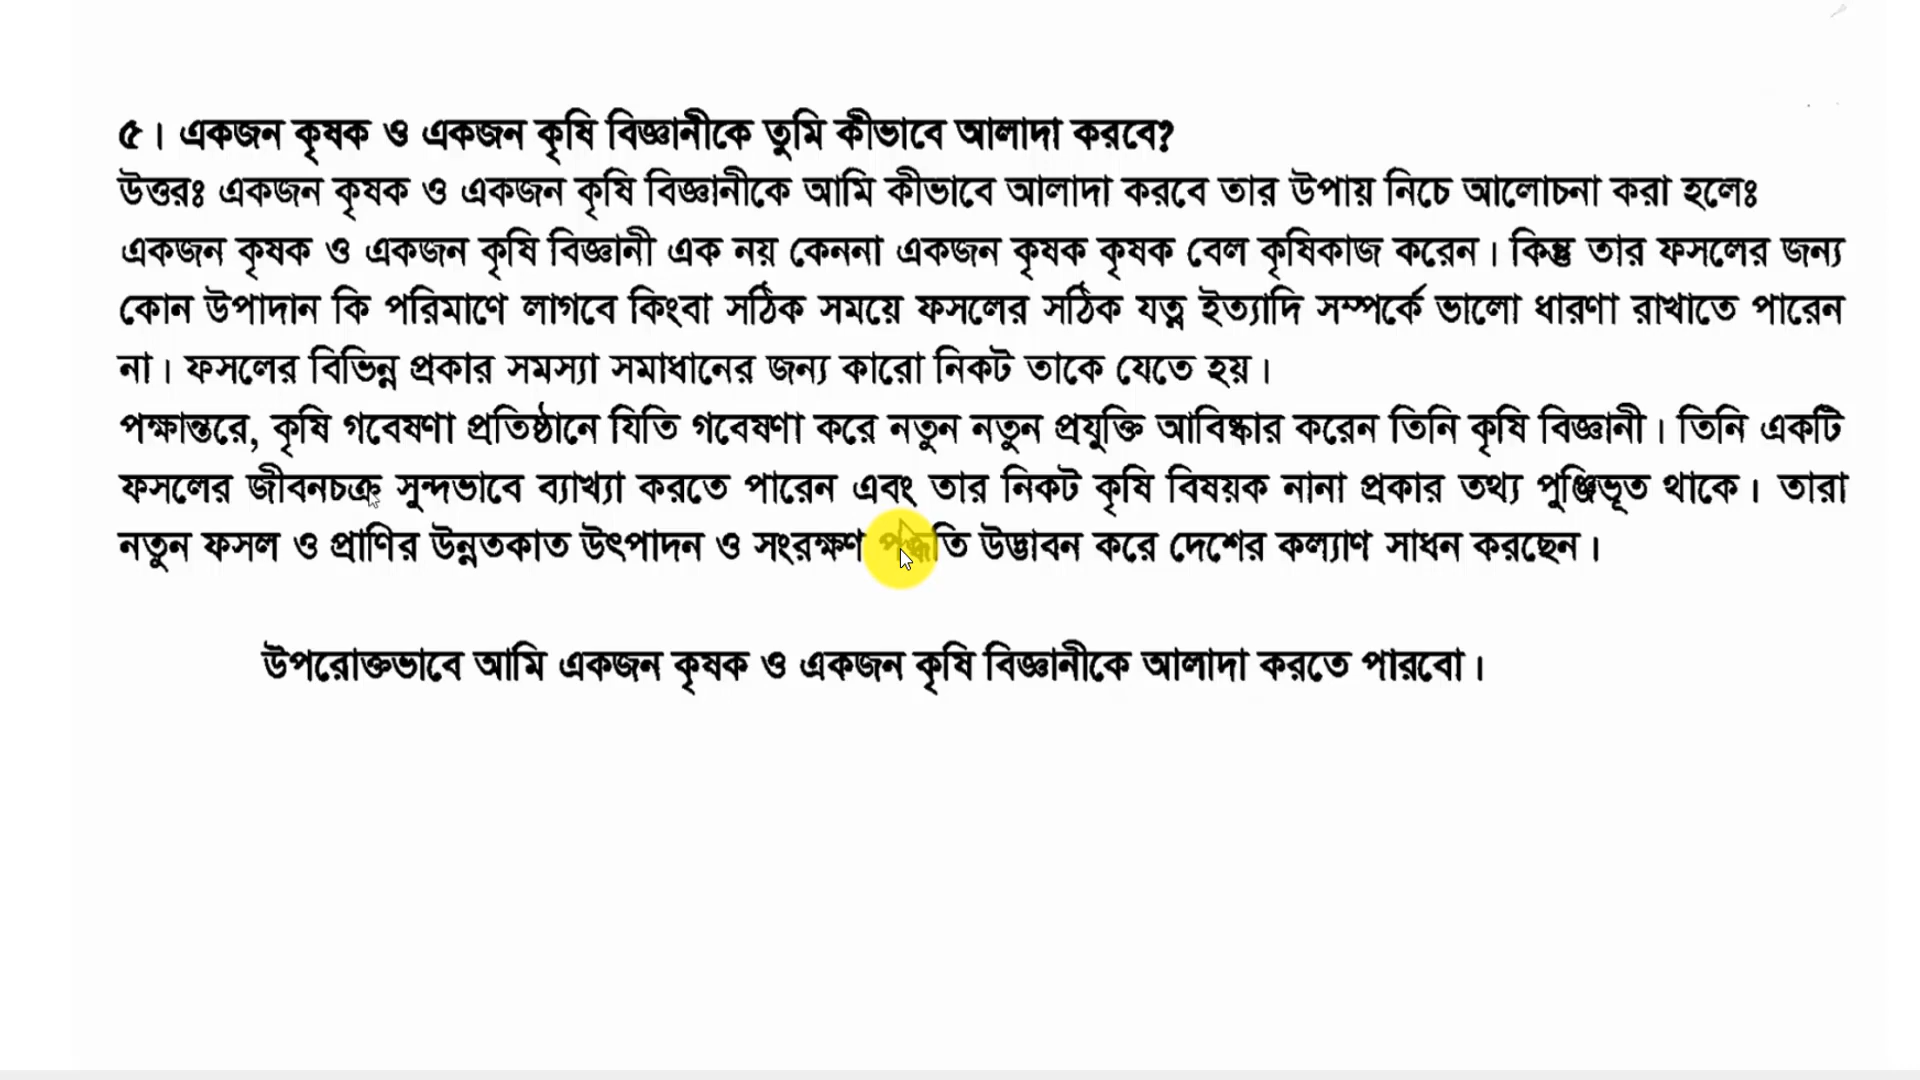 ৫। একজন কৃষক ও একজন কৃষি বিজ্ঞানীকে তুমি কীভাবে আলাদা করবে?
উত্তরঃ একজন কৃষক ও একজন কৃষি বিজ্ঞানীকে আমি কীভাবে আলাদা করবে তার উপায় নিচে আলোচনা করা হলেঃ
একজন কৃষক ও একজন কৃষি বিজ্ঞানী এক নয় কেননা একজন কৃষক কৃষক বেল কৃষিকাজ করেন। কিন্তু তার ফসলের জন্য
কোন উপাদান কি পরিমাণে লাগবে কিংবা সঠিক সময়ে ফসলের সঠিক যত্ন ইত্যাদি সম্পর্কে ভালো ধারণা রাখাতে পারেন
না। ফসলের বিভিন্ন প্রকার সমস্যা সমাধানের জন্য কারো নিকট তাকে যেতে হয়।
পক্ষান্তরে, কৃষি গবেষণা প্রতিষ্ঠানে যিতি গবেষণা করে নতুন নতুন প্রযুক্তি আবিষ্কার করেন তিনি কৃষি বিজ্ঞানী। তিনি একটি
ফসলের জীবনচক্র সুন্দভাবে ব্যাখ্যা করতে পারেন এবং তার নিকট কৃষি বিষয়ক নানা প্রকার তথ্য পুঞ্জিভূত থাকে। তারা
নতুন ফসল ও প্রাণির উন্নতকাত উৎপাদন ও সংরক্ষণ পদ্ধতি উদ্ভাবন করে দেশের কল্যাণ সাধন করছেন।
উপরোক্তভাবে আমি একজন কৃষক ও একজন কৃষি বিজ্ঞানীকে আলাদা করতে পারবো।